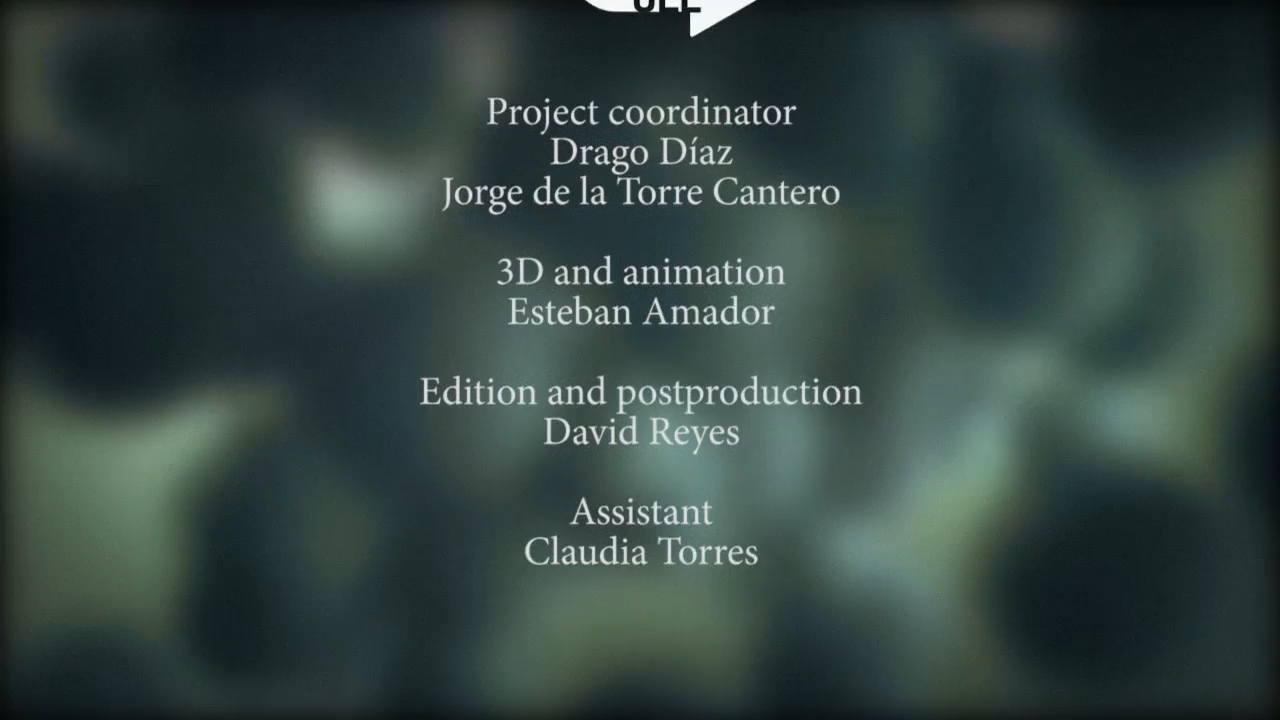 Project coordinator
Drago Díaz
Jorge de la Torre Cantero
3D and animation
Esteban Amador
Edition and postproduction
David Reyes
Assistant
Claudia Torres